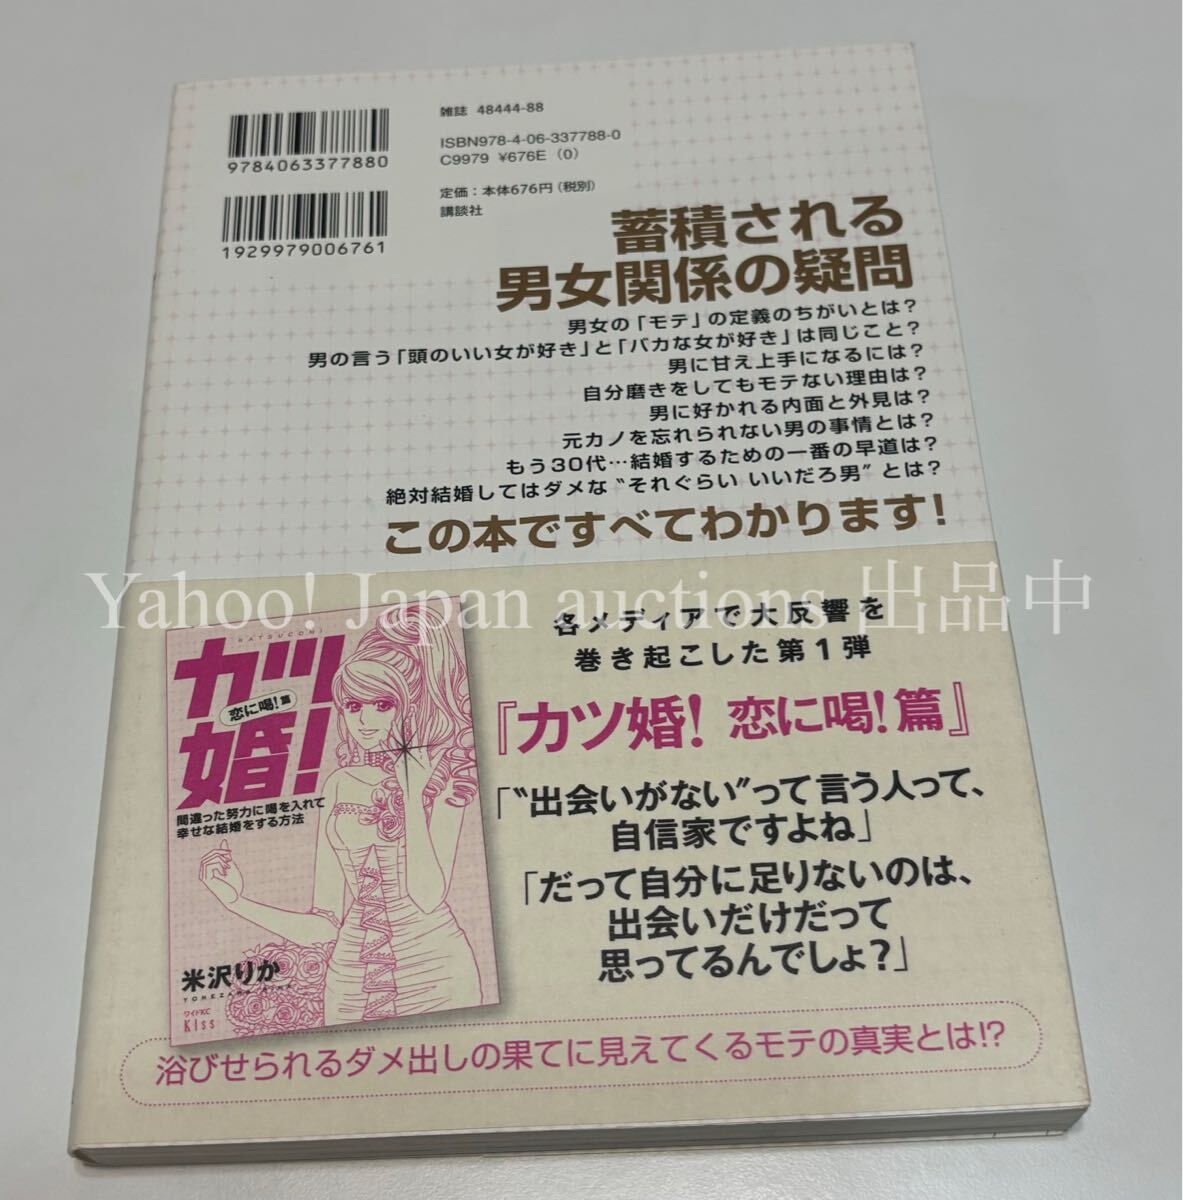 9784063377880
1929979006761
雑誌 48444-88
ISBN978-4-06-337788-0
C9979 ¥676E (0)
定価：本体676円（税別）
講談社
蓄積される
男女関係の疑問
男女の「モテ」の定義のちがいとは？
男の言う「頭のいい女が好き」と「バカな女が好き」は同じこと？
男に甘え上手になるには？
自分磨きをしてもモテない理由は？
男に好かれる内面と外見は？
元カノを忘れられない男の事情とは？
もう30代…結婚するための一番の早道は？
絶対結婚してはダメな〝それぐらい いいだろ男〟とは？
この本ですべてわかります！
Yahoo! Japan auctions 出品中
各メディアで大反響を
巻き起こした第1弾
『カツ婚！ 恋に喝！篇』
「〝出会いがない〟って言う人って、
自信家ですよね」
「だって自分に足りないのは、
出会いだけだって
思ってるんでしょ？」
KATSUCON!
カツ
恋に喝！篇
婚！
間違った努力に喝を入れて
幸せな結婚をする方法
米沢りか
YONEZAWA RIKA
ワイドKC
Kiss
浴びせられるダメ出しの果てに見えてくるモテの真実とは!?